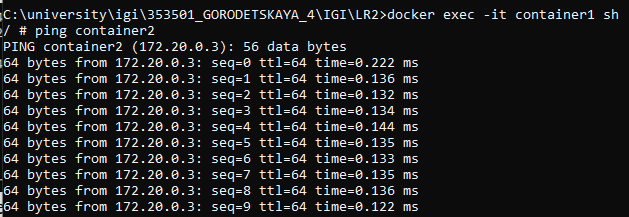 C:\university\igi\353501_GORODETSKAYA_4\IGI\LR2>docker exec -it container1 sh
/ # ping container2
PING container2 (172.20.0.3): 56 data bytes
64 bytes from 172.20.0.3: seq=0 ttl=64 time=0.222 ms
64 bytes from 172.20.0.3: seq=1 ttl=64 time=0.136 ms
64 bytes from 172.20.0.3: seq=2 ttl=64 time=0.132 ms
64 bytes from 172.20.0.3: seq=3 ttl=64 time=0.134 ms
64 bytes from 172.20.0.3: seq=4 ttl=64 time=0.144 ms
64 bytes from 172.20.0.3: seq=5 ttl=64 time=0.135 ms
64 bytes from 172.20.0.3: seq=6 ttl=64 time=0.133 ms
64 bytes from 172.20.0.3: seq=7 ttl=64 time=0.135 ms
64 bytes from 172.20.0.3: seq=8 ttl=64 time=0.136 ms
64 bytes from 172.20.0.3: seq=9 ttl=64 time=0.122 ms